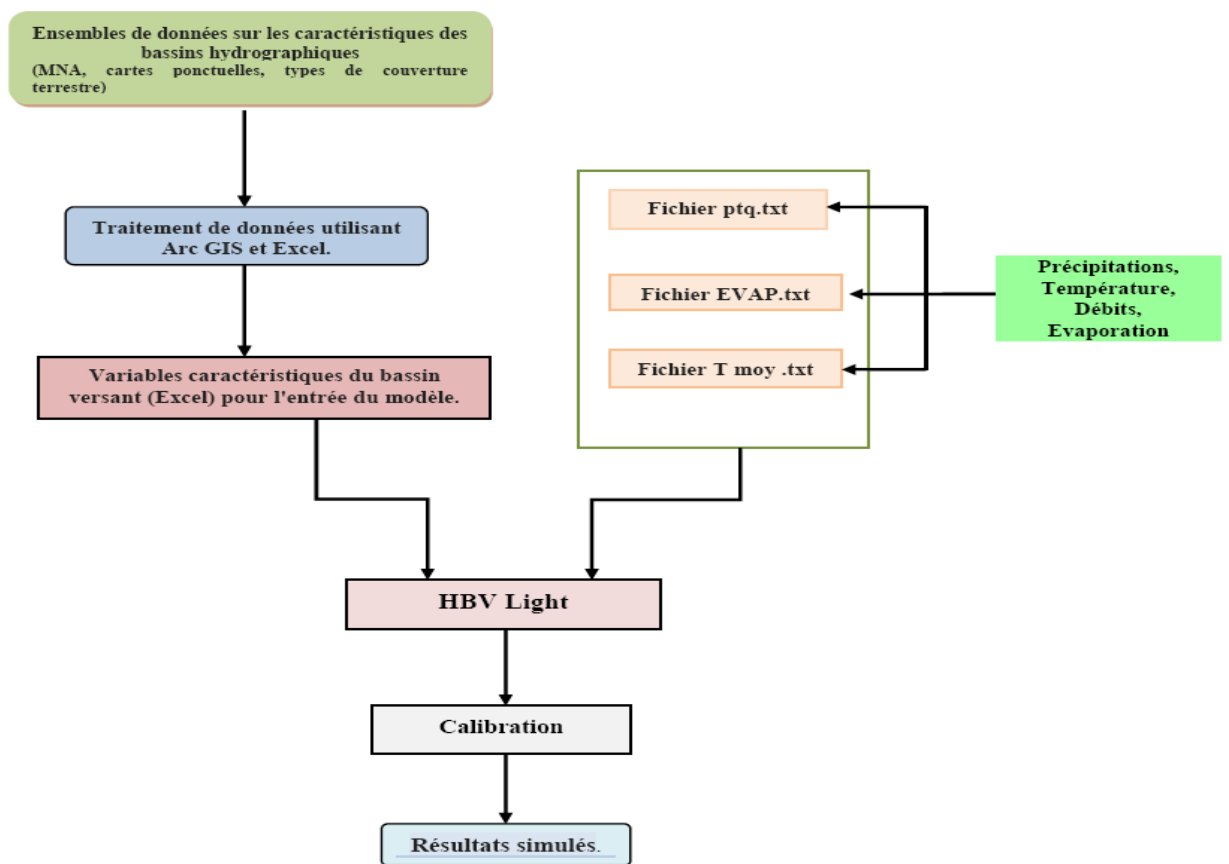 Ensembles de données sur les caractéristiques des
bassins hydrographiques
(MNA, cartes ponctuelles, types de couverture
terrestre)
Traitement de données utilisant
Arc GIS et Excel.
Variables caractéristiques du bassin
versant (Excel) pour l'entrée du modèle.
Fichier ptq.txt
Fichier EVAP.txt
Fichier T moy .txt
Précipitations,
Température,
Débits,
Evaporation
HBV Light
Calibration
Résultats simulés.